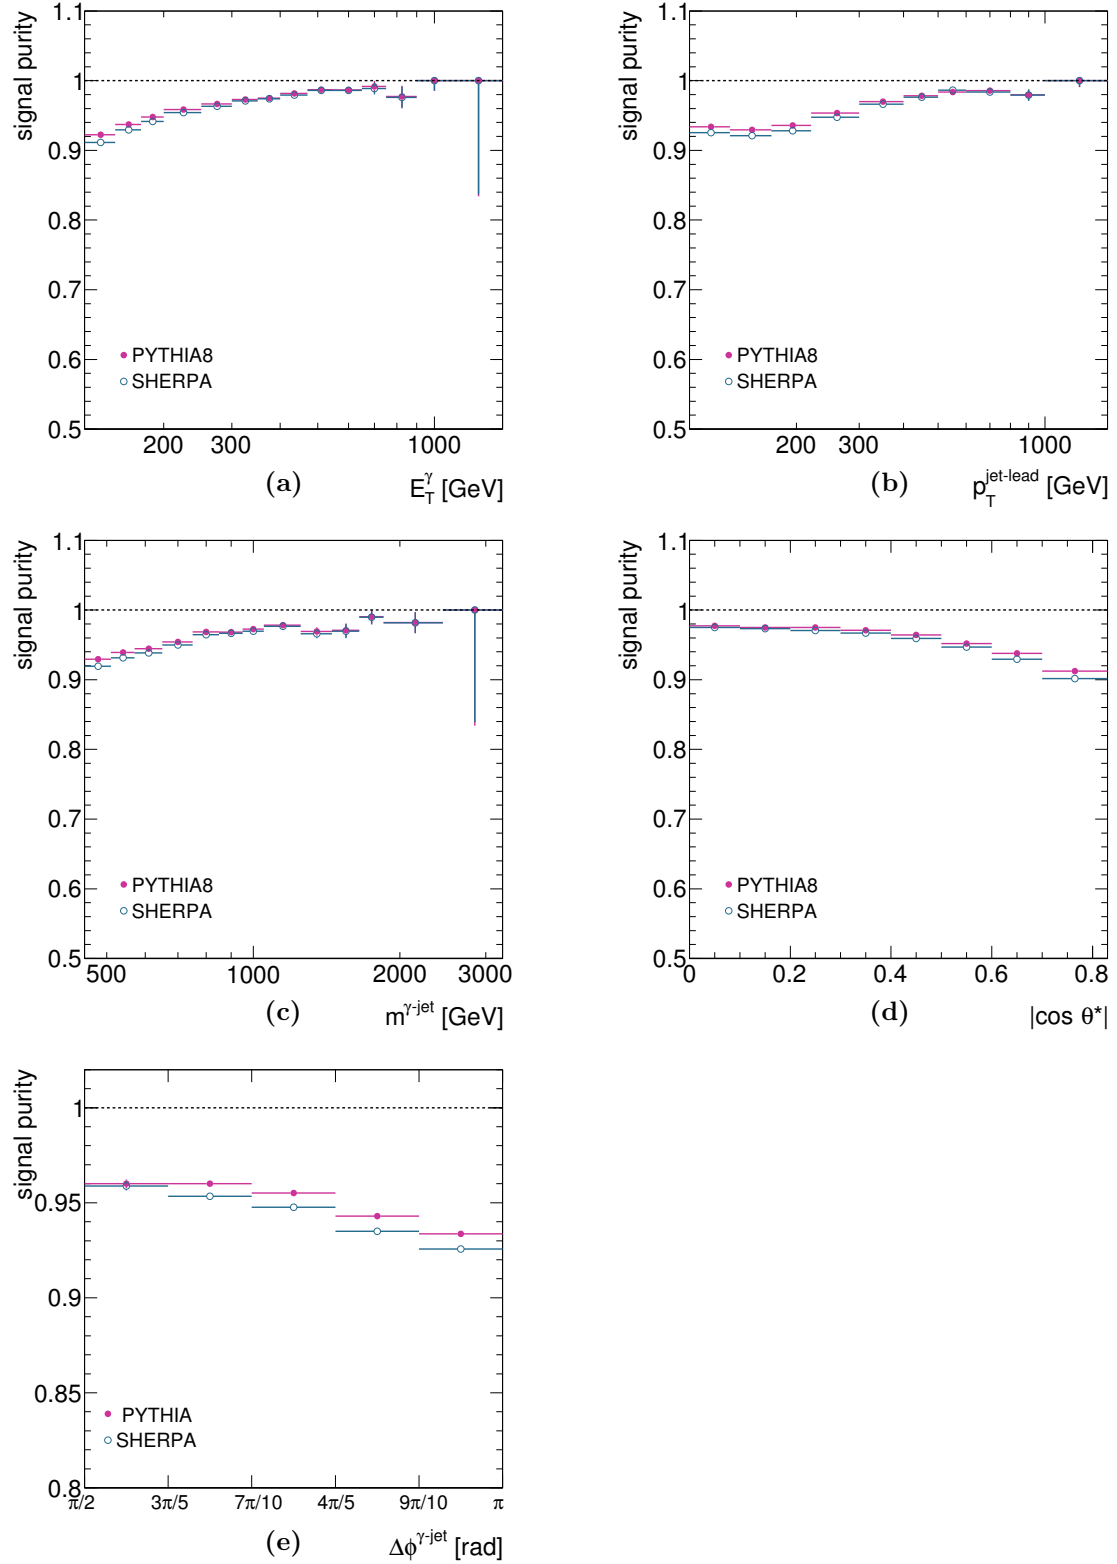 signal purity
1.1
1
0.9
0.8
0.7
0.6
0.5
PYTHIA8
SHERPA
200 300 1000
(a) E_T^γ [GeV]
signal purity
1.1
1
0.9
0.8
0.7
0.6
0.5
PYTHIA8
SHERPA
200 300 1000
(b) p_T^jet-lead [GeV]
signal purity
1.1
1
0.9
0.8
0.7
0.6
0.5
PYTHIA8
SHERPA
500 1000 2000 3000
(c) m^γ-jet [GeV]
signal purity
1.1
1
0.9
0.8
0.7
0.6
0.5
PYTHIA8
SHERPA
0 0.2 0.4 0.6 0.8
(d) |cos θ*|
signal purity
1
0.95
0.9
0.85
0.8
PYTHIA
SHERPA
π/2 3π/5 7π/10 4π/5 9π/10 π
(e) Δϕ^γ-jet [rad]